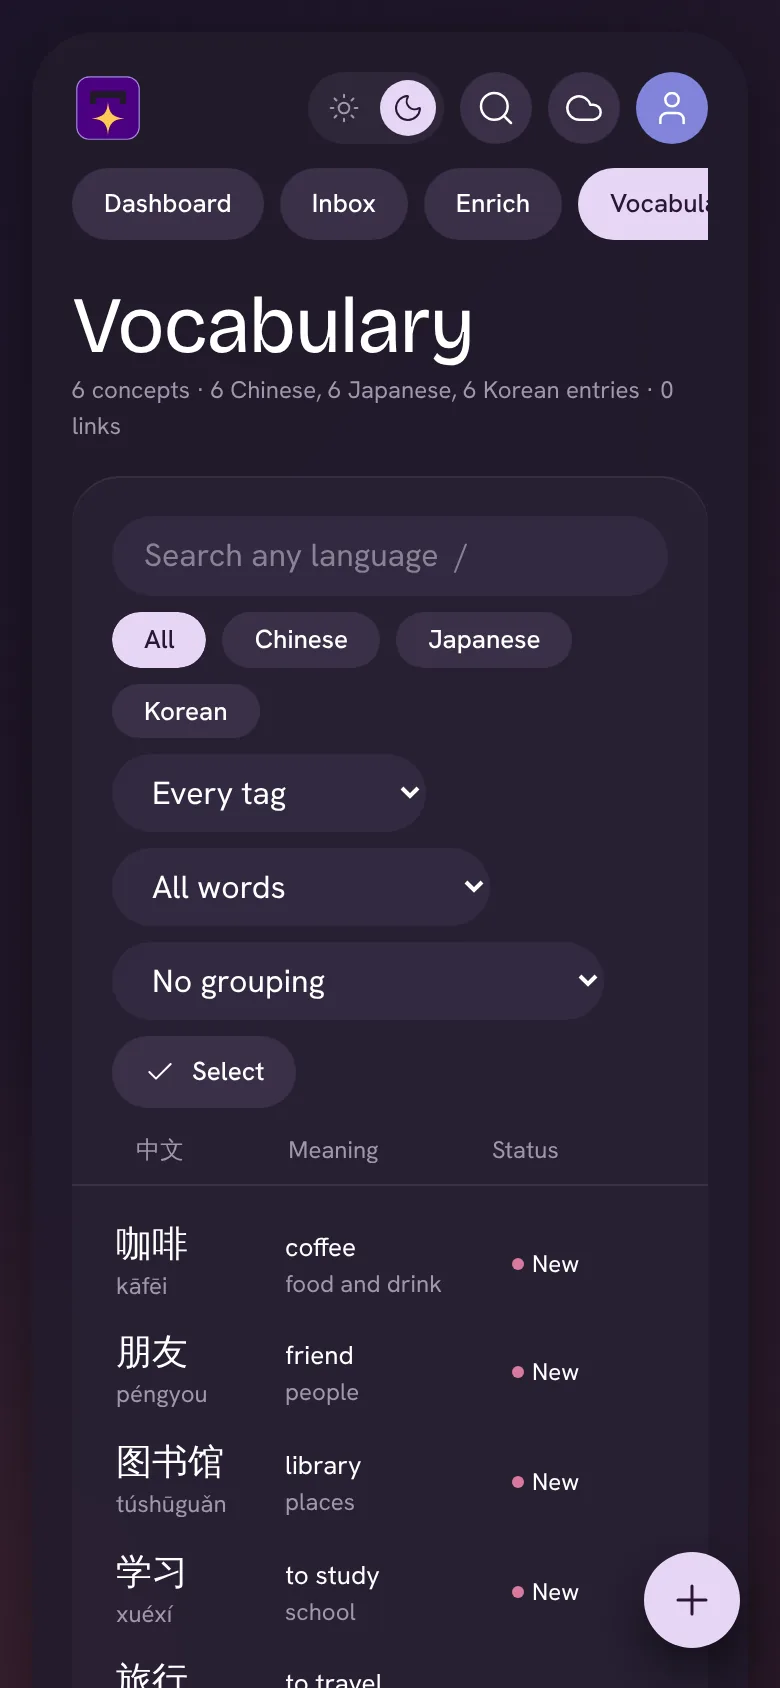 Dashboard Inbox Enrich Vocabula
Vocabulary
6 concepts · 6 Chinese, 6 Japanese, 6 Korean entries · 0
links
Search any language /
All Chinese Japanese
Korean
Every tag
All words
No grouping
Select
中文 Meaning Status
咖啡 coffee New
kāfēi food and drink
朋友 friend New
péngyou people
图书馆 library New
túshūguǎn places
学习 to study New
xuéxí school
旅行 to travel